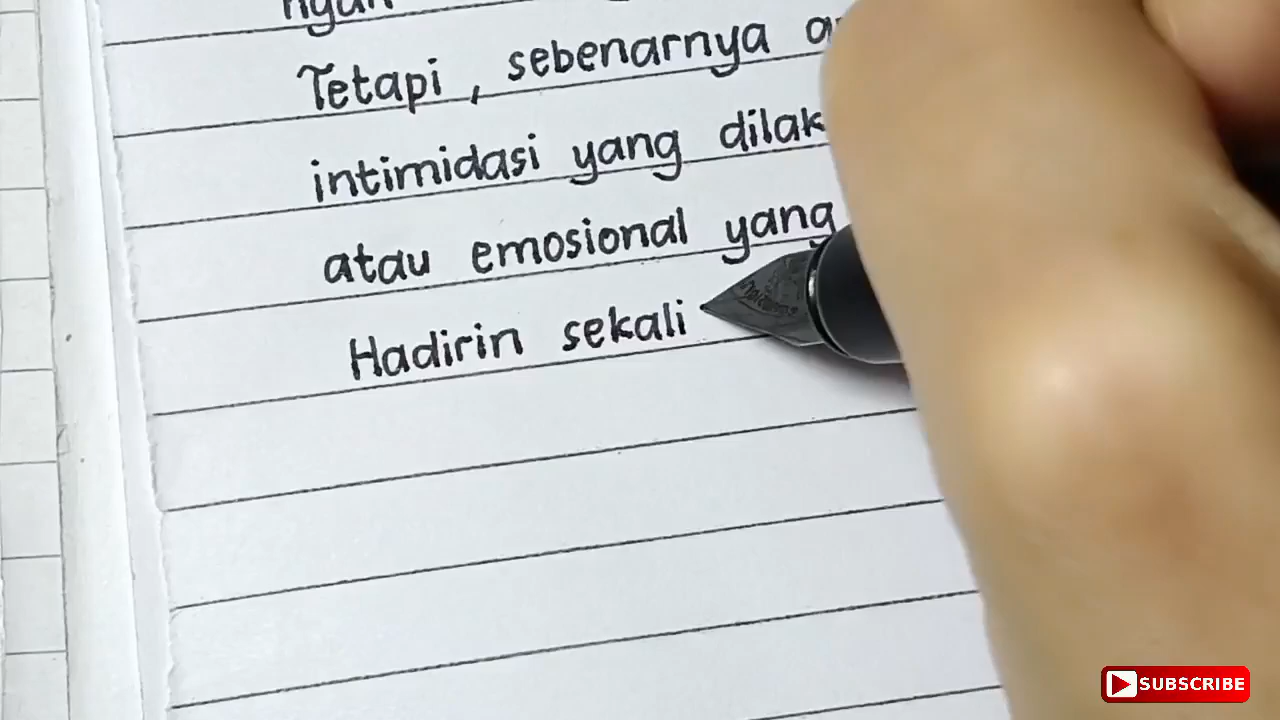 Tetapi, sebenarnya
intimidasi yang
atau emosional yang
Hadirin sekali
SUBSCRIBE